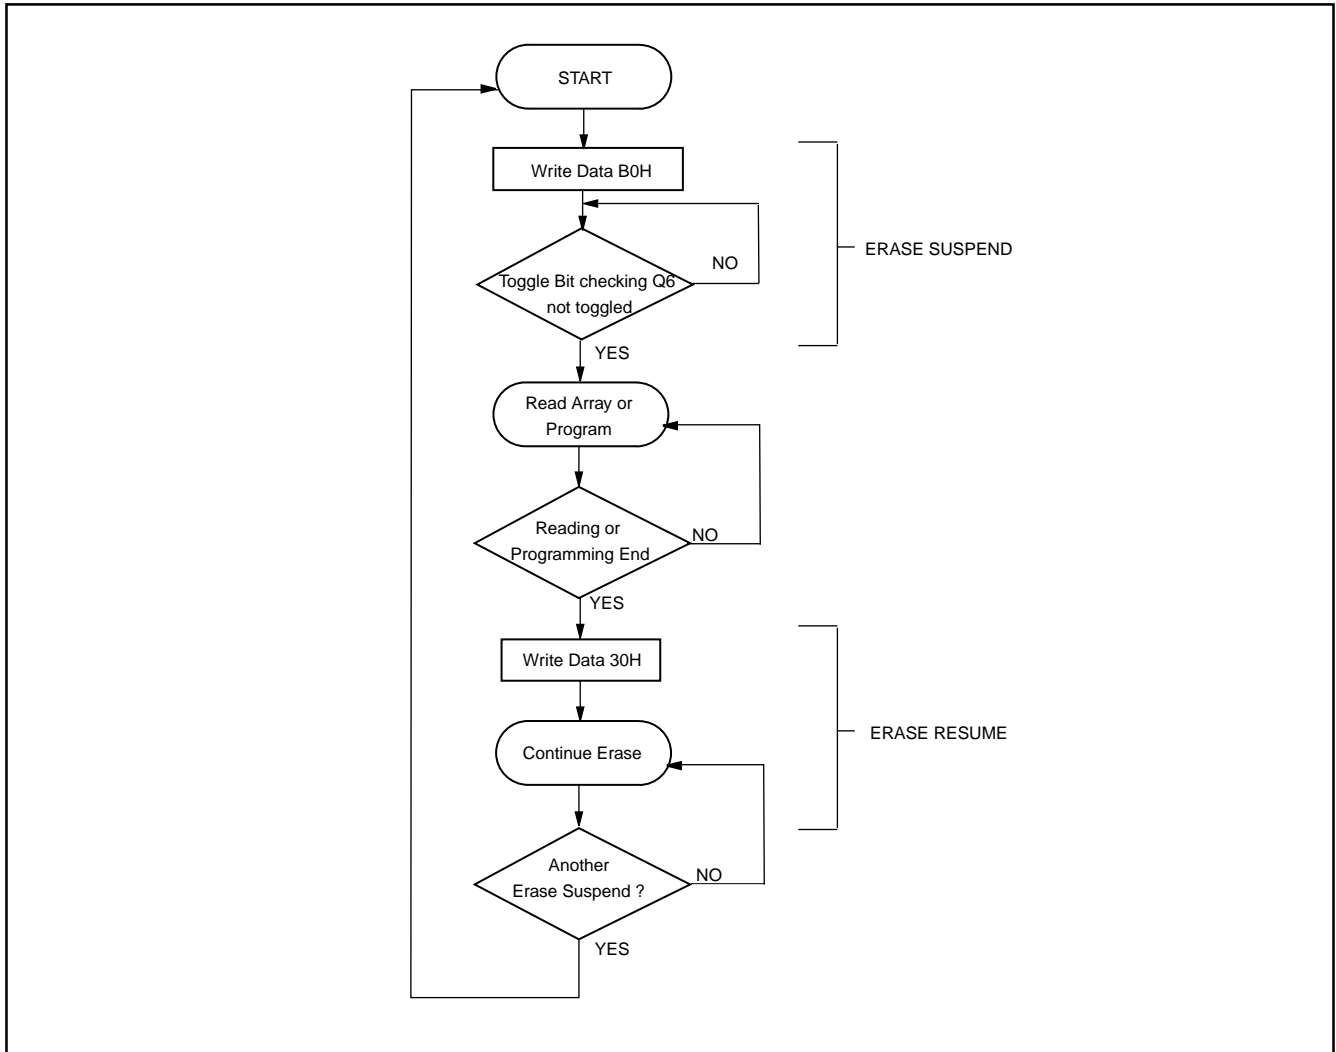 START
Write Data B0H
ERASE SUSPEND
NO
Toggle Bit checking Q6
not toggled
YES
Read Array or
Program
Reading or
Programming End
NO
YES
Write Data 30H
ERASE RESUME
Continue Erase
Another
Erase Suspend ?
NO
YES